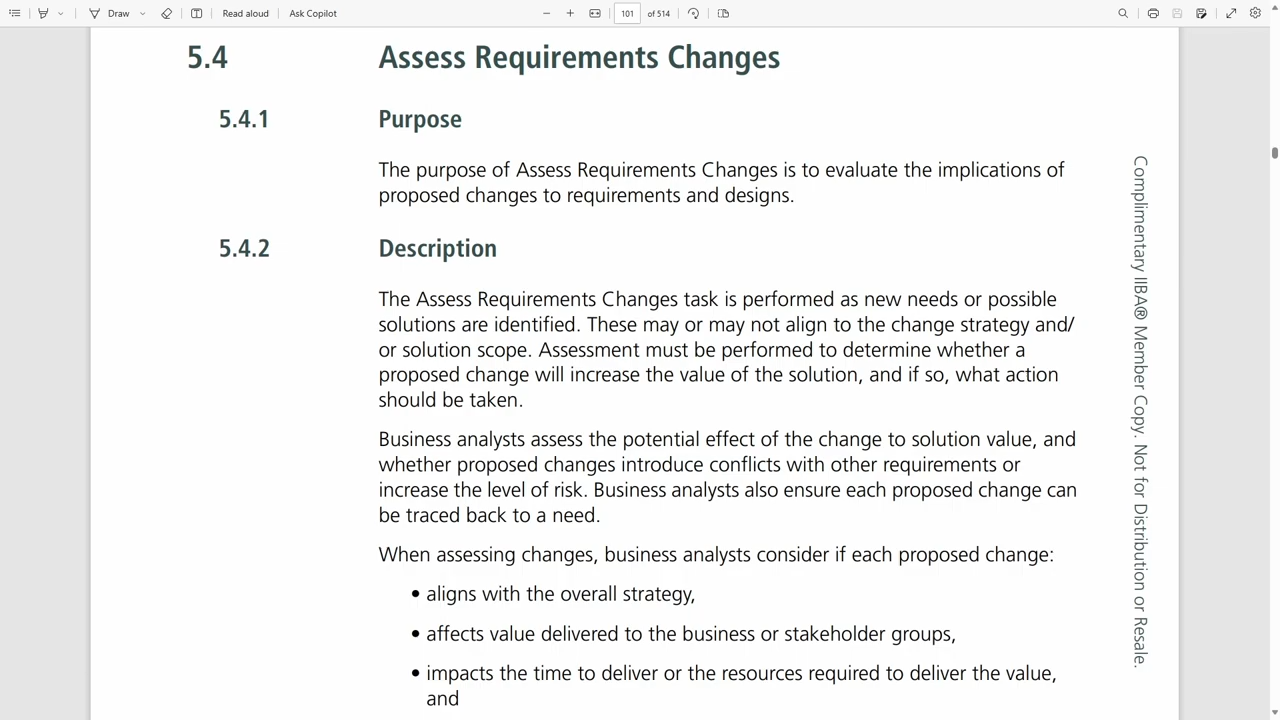 Draw
Read aloud
Ask Copilot
101
of 514
5.4 Assess Requirements Changes
5.4.1 Purpose
The purpose of Assess Requirements Changes is to evaluate the implications of
proposed changes to requirements and designs.
5.4.2 Description
The Assess Requirements Changes task is performed as new needs or possible
solutions are identified. These may or may not align to the change strategy and/
or solution scope. Assessment must be performed to determine whether a
proposed change will increase the value of the solution, and if so, what action
should be taken.
Business analysts assess the potential effect of the change to solution value, and
whether proposed changes introduce conflicts with other requirements or
increase the level of risk. Business analysts also ensure each proposed change can
be traced back to a need.
When assessing changes, business analysts consider if each proposed change:
• aligns with the overall strategy,
• affects value delivered to the business or stakeholder groups,
• impacts the time to deliver or the resources required to deliver the value,
and
Complimentary IIBA® Member Copy. Not for Distribution or Resale.